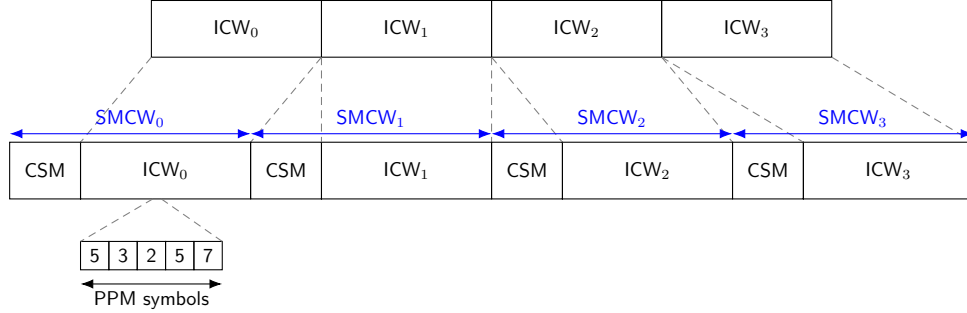 ICW₀ ICW₁ ICW₂ ICW₃
SMCW₀ SMCW₁ SMCW₂ SMCW₃
CSM ICW₀ CSM ICW₁ CSM ICW₂ CSM ICW₃
5 3 2 5 7
PPM symbols